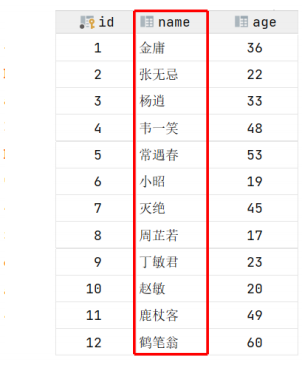 id name age
1 金庸 36
2 张无忌 22
3 杨逍 33
4 韦一笑 48
5 常遇春 53
6 小昭 19
7 灭绝 45
8 周芷若 17
9 丁敏君 23
10 赵敏 20
11 鹿杖客 49
12 鹤笔翁 60